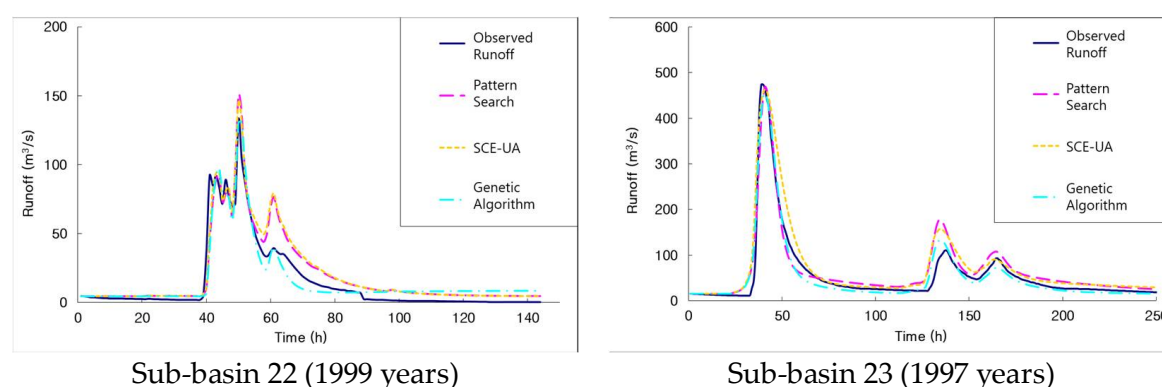 200
150
100
50
0
Runoff (m³/s)
0 20 40 60 80 100 120 140
Time (h)
Observed
Runoff
Pattern
Search
SCE-UA
Genetic
Algorithm
Sub-basin 22 (1999 years)
600
500
400
300
200
100
0
Runoff (m³/s)
0 50 100 150 200 250
Time (h)
Observed
Runoff
Pattern
Search
SCE-UA
Genetic
Algorithm
Sub-basin 23 (1997 years)